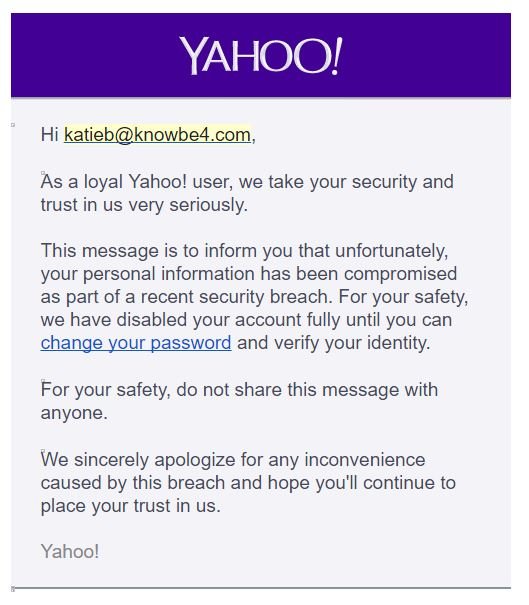 YAHOO!
Hi katieb@knowbe4.com,
As a loyal Yahoo! user, we take your security and
trust in us very seriously.
This message is to inform you that unfortunately,
your personal information has been compromised
as part of a recent security breach. For your safety,
we have disabled your account fully until you can
change your password and verify your identity.
For your safety, do not share this message with
anyone.
We sincerely apologize for any inconvenience
caused by this breach and hope you'll continue to
place your trust in us.
Yahoo!